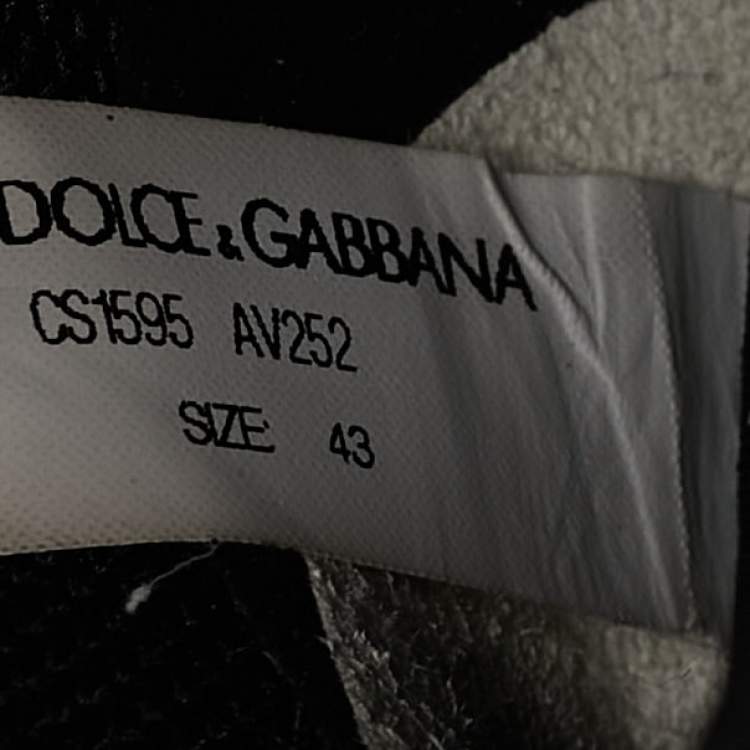 DOLCE & GABBANA
CS1595 AV252
SIZE: 43